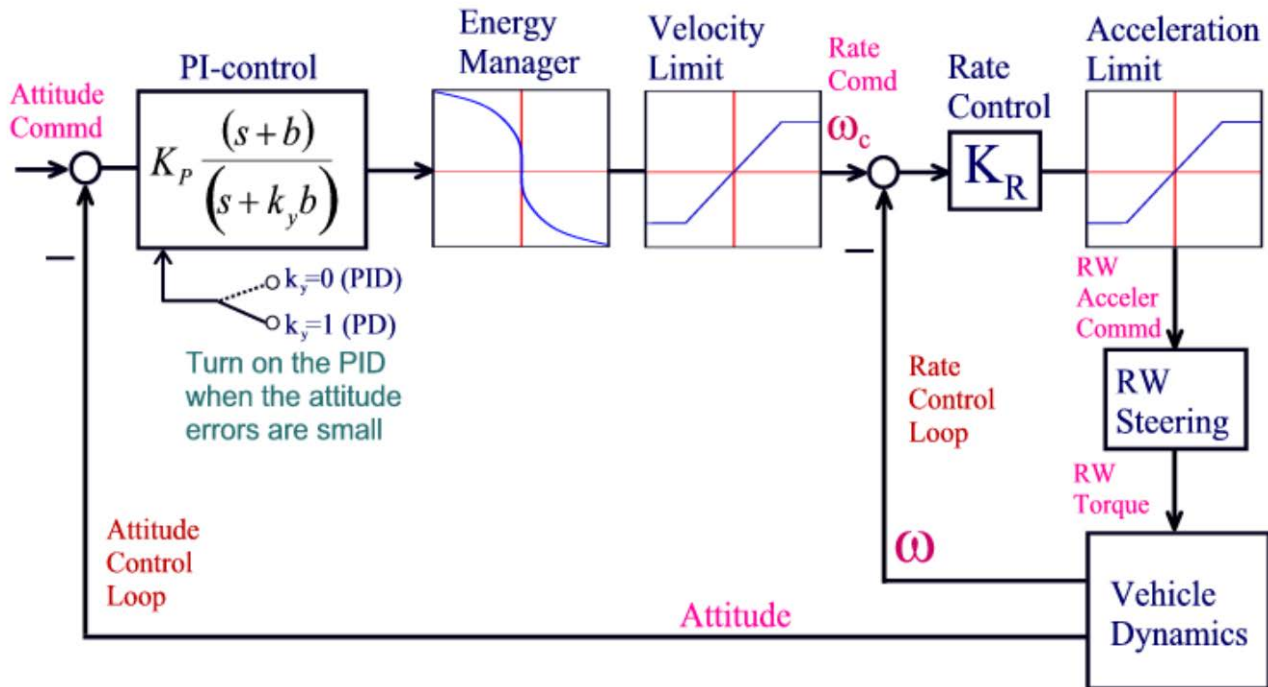 Attitude
Commd
PI-control
K_P (s + b) / (s + k_y b)
Energy
Manager
Velocity
Limit
Rate
Comd
ω_c
Rate
Control
K_R
Acceleration
Limit
k_y=0 (PID)
k_y=1 (PD)
Turn on the PID
when the attitude
errors are small
RW
Acceler
Commd
RW
Steering
RW
Torque
Rate
Control
Loop
Attitude
Control
Loop
ω
Attitude
Vehicle
Dynamics